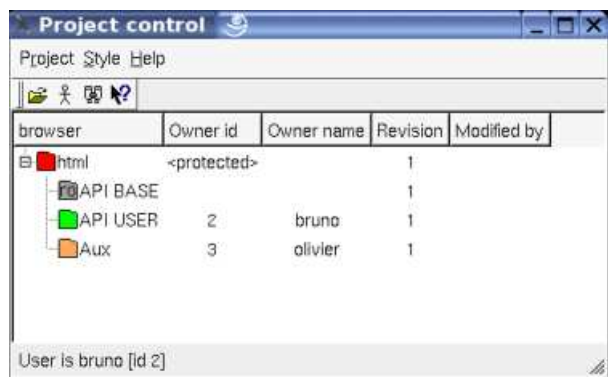 Project control
Project Style Help
browser Owner id Owner name Revision Modified by
html <protected> 1
ro API BASE 1
API USER 2 bruno 1
Aux 3 olivier 1
User is bruno [id 2]